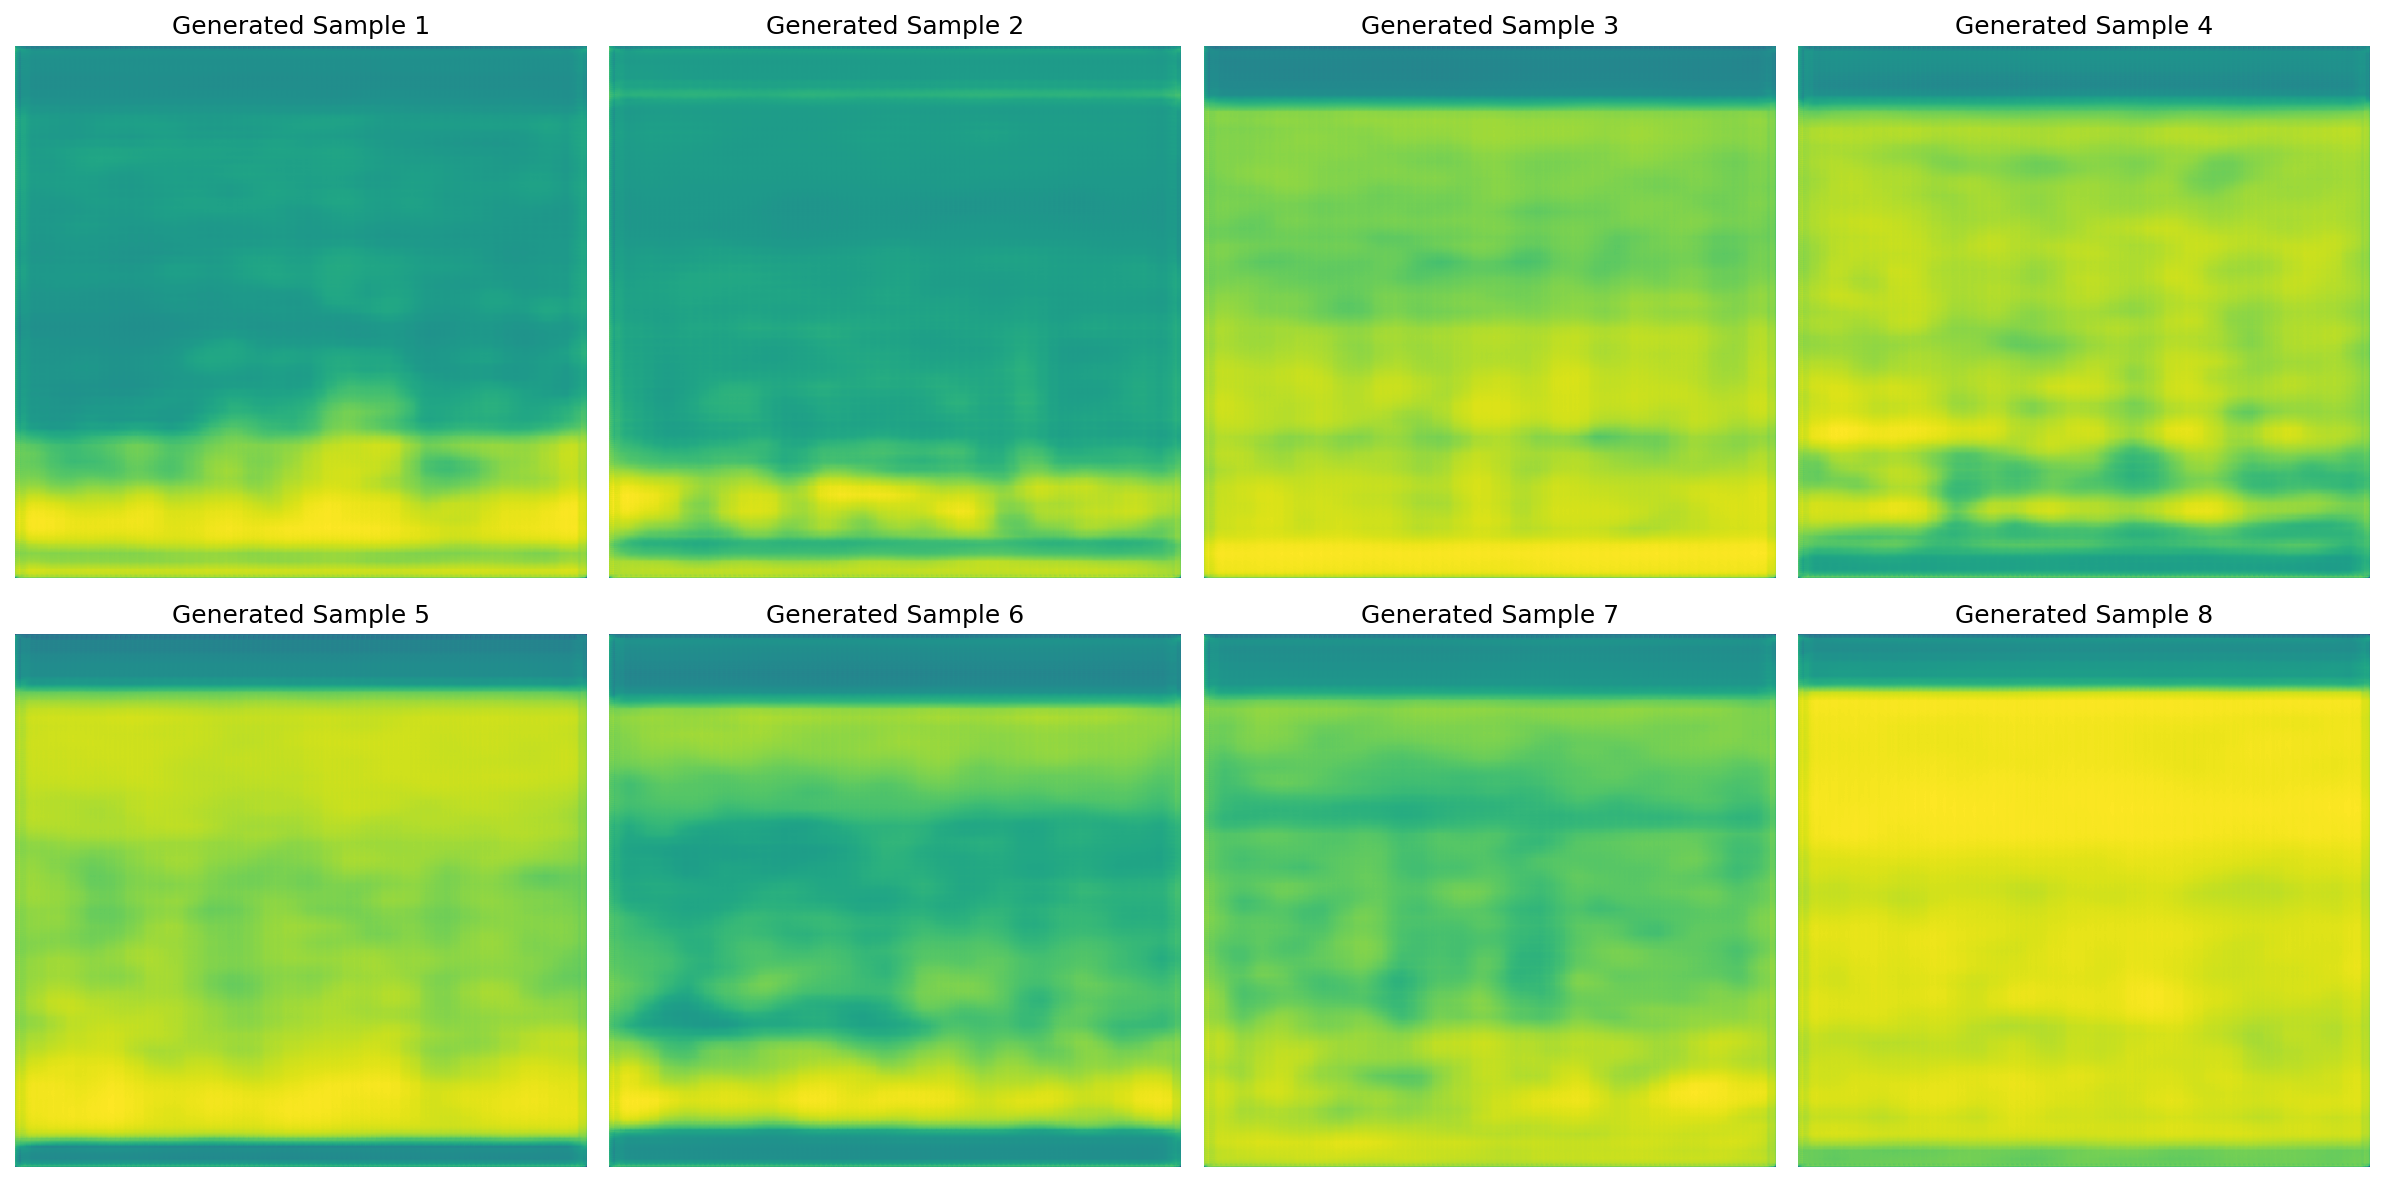 Generated Sample 1
Generated Sample 2
Generated Sample 3
Generated Sample 4
Generated Sample 5
Generated Sample 6
Generated Sample 7
Generated Sample 8